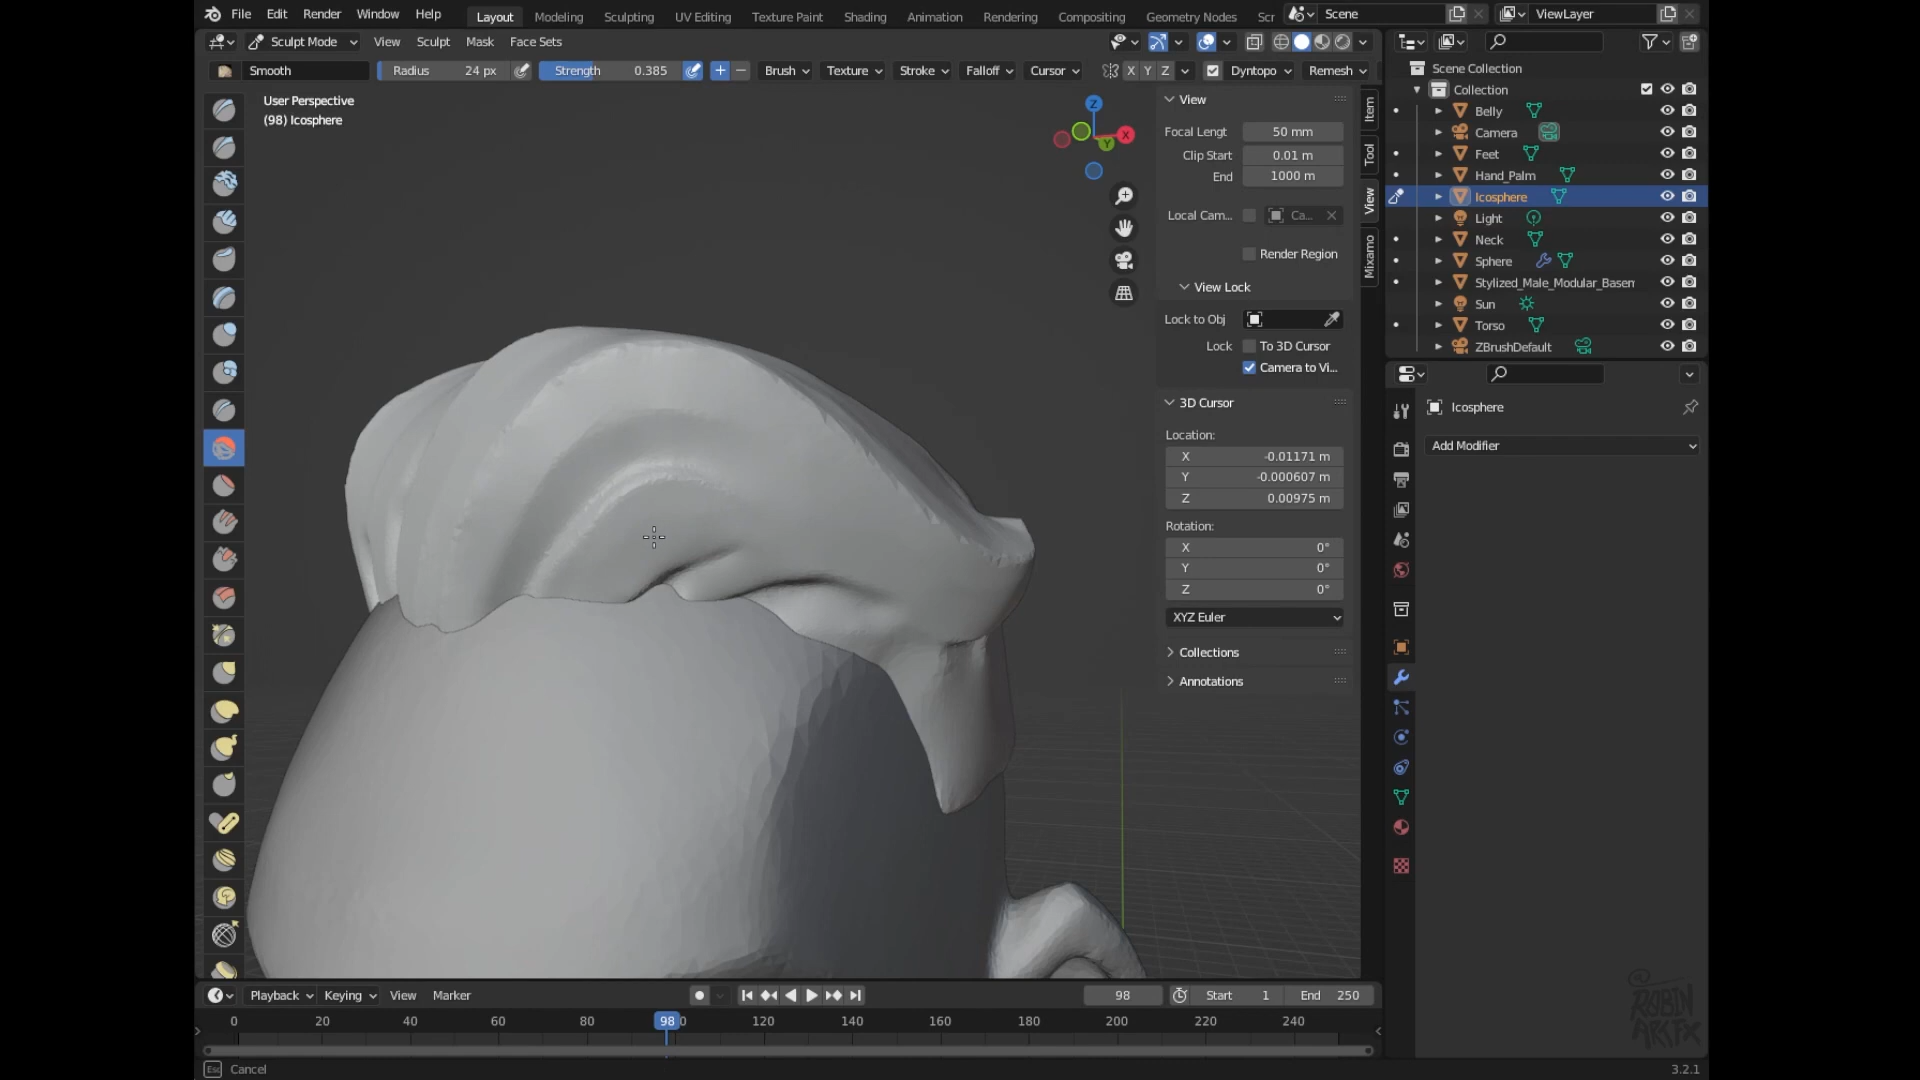 File Edit Render Window Help Layout Modeling Sculpting UV Editing Texture Paint Shading Animation Rendering Compositing Geometry Nodes Scr Scene ViewLayer
Sculpt Mode View Sculpt Mask Face Sets
Smooth Radius 24 px Strength 0.385 Brush Texture Stroke Falloff Cursor X Y Z Dyntopo Remesh
User Perspective
(98) Icosphere
Z
X
Y
View
Focal Lengt 50 mm
Clip Start 0.01 m
End 1000 m
Local Cam... Ca...
Render Region
View Lock
Lock to Obj
Lock To 3D Cursor
Camera to Vi...
3D Cursor
Location:
X -0.01171 m
Y -0.000607 m
Z 0.00975 m
Rotation:
X 0°
Y 0°
Z 0°
XYZ Euler
Collections
Annotations
Item
Tool
View
Mixamo
Scene Collection
Collection
Belly
Camera
Feet
Hand_Palm
Icosphere
Light
Neck
Sphere
Stylized_Male_Modular_Basem
Sun
Torso
ZBrushDefault
Icosphere
Add Modifier
Playback Keying View Marker 98 Start 1 End 250
0 20 40 60 80 98 0 120 140 160 180 200 220 240
Esc Cancel
3.2.1
@
ROBIN
ARTFX